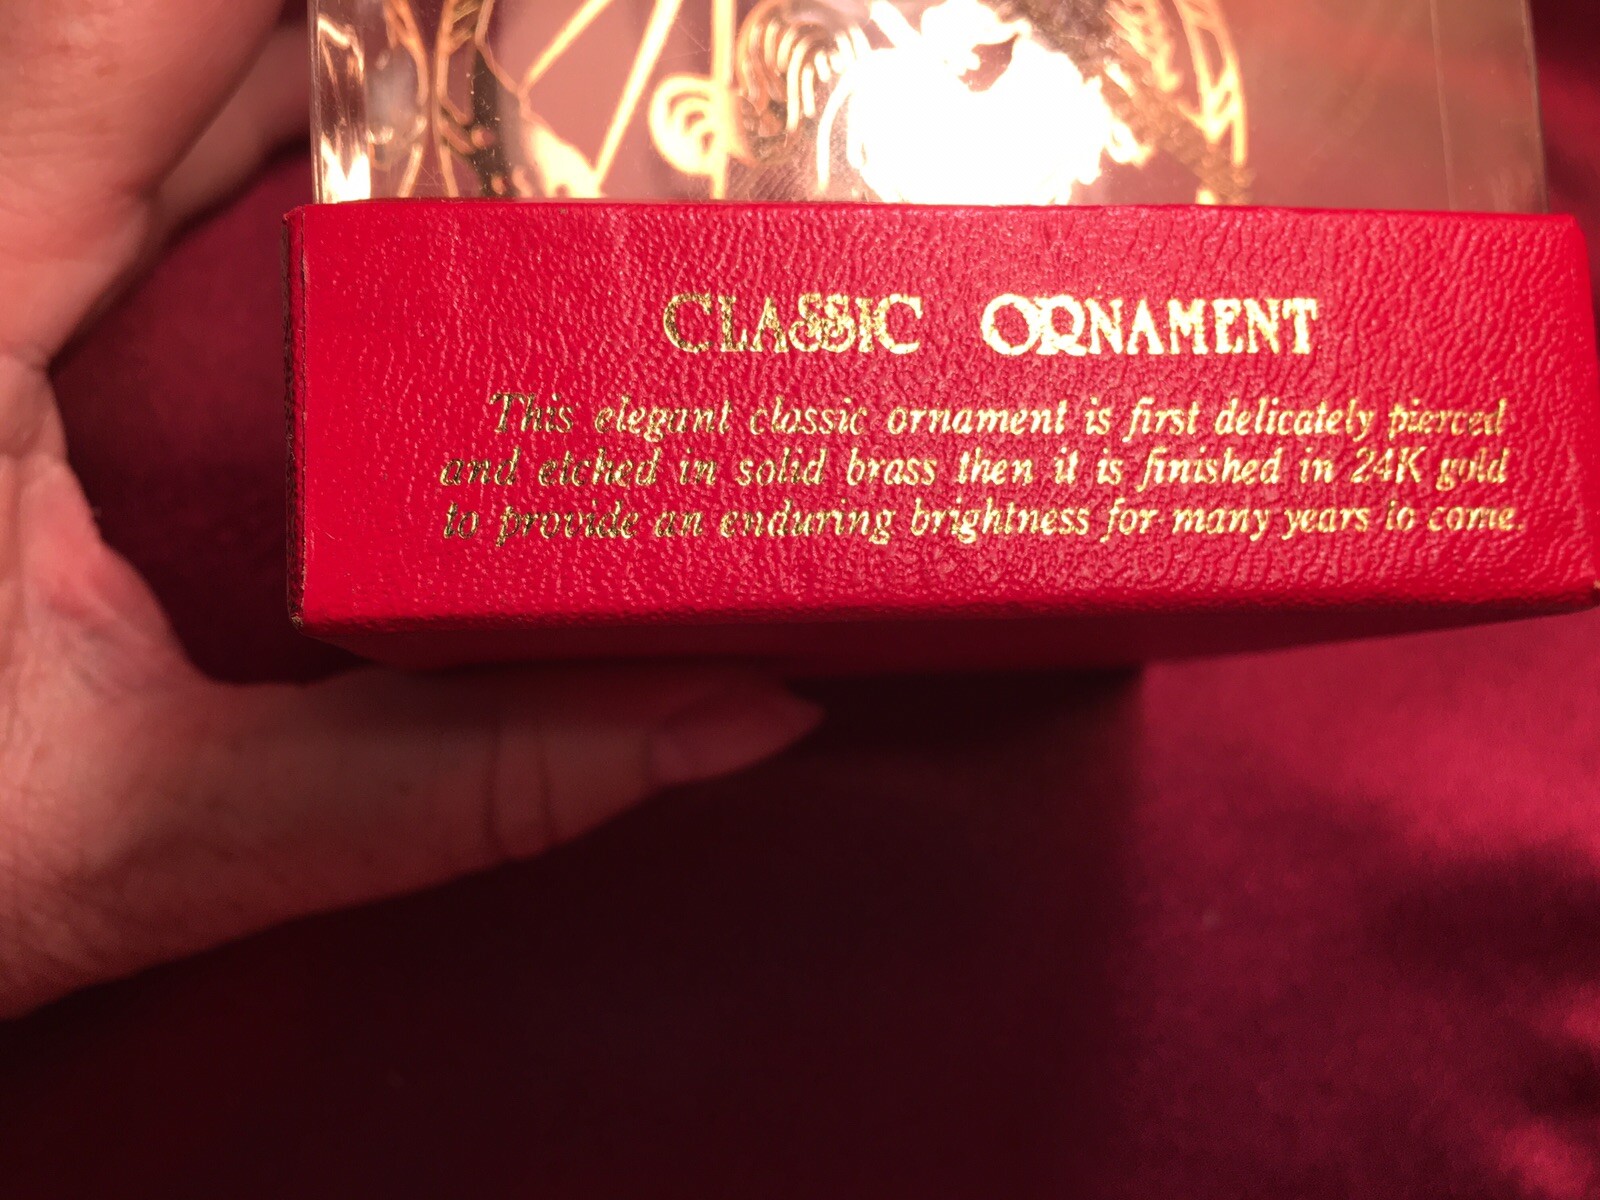 CLASSIC ORNAMENT
This elegant classic ornament is first delicately pierced
and etched in solid brass then it is finished in 24K gold
to provide an enduring brightness for many years to come.